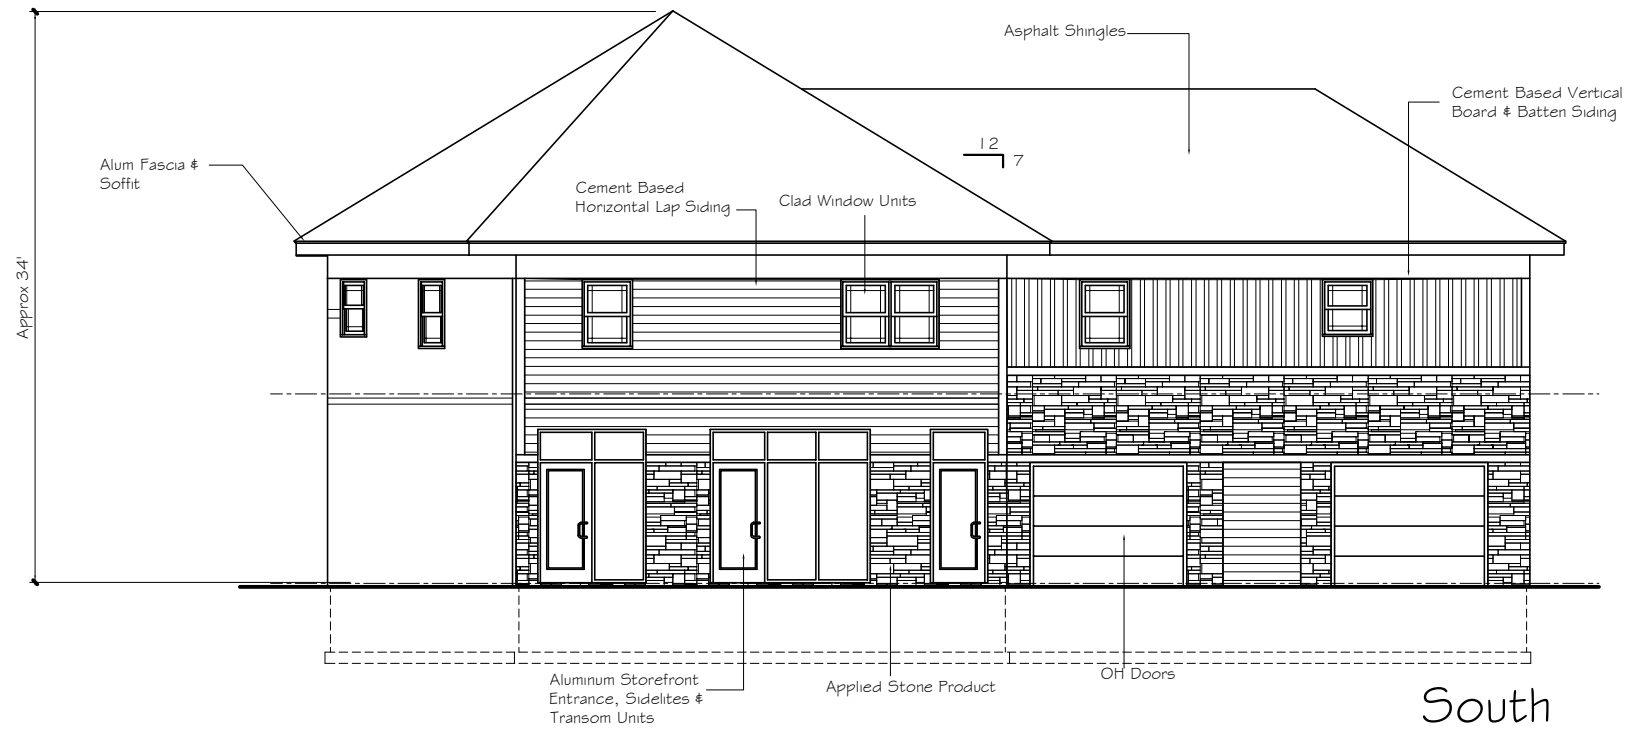 Asphalt Shingles
Cement Based Vertical
Board & Batten Siding
12
7
Alum Fascia &
Soffit
Cement Based
Horizontal Lap Siding
Clad Window Units
Approx 34'
Aluminum Storefront
Entrance, Sidelites &
Transom Units
Applied Stone Product
OH Doors
South